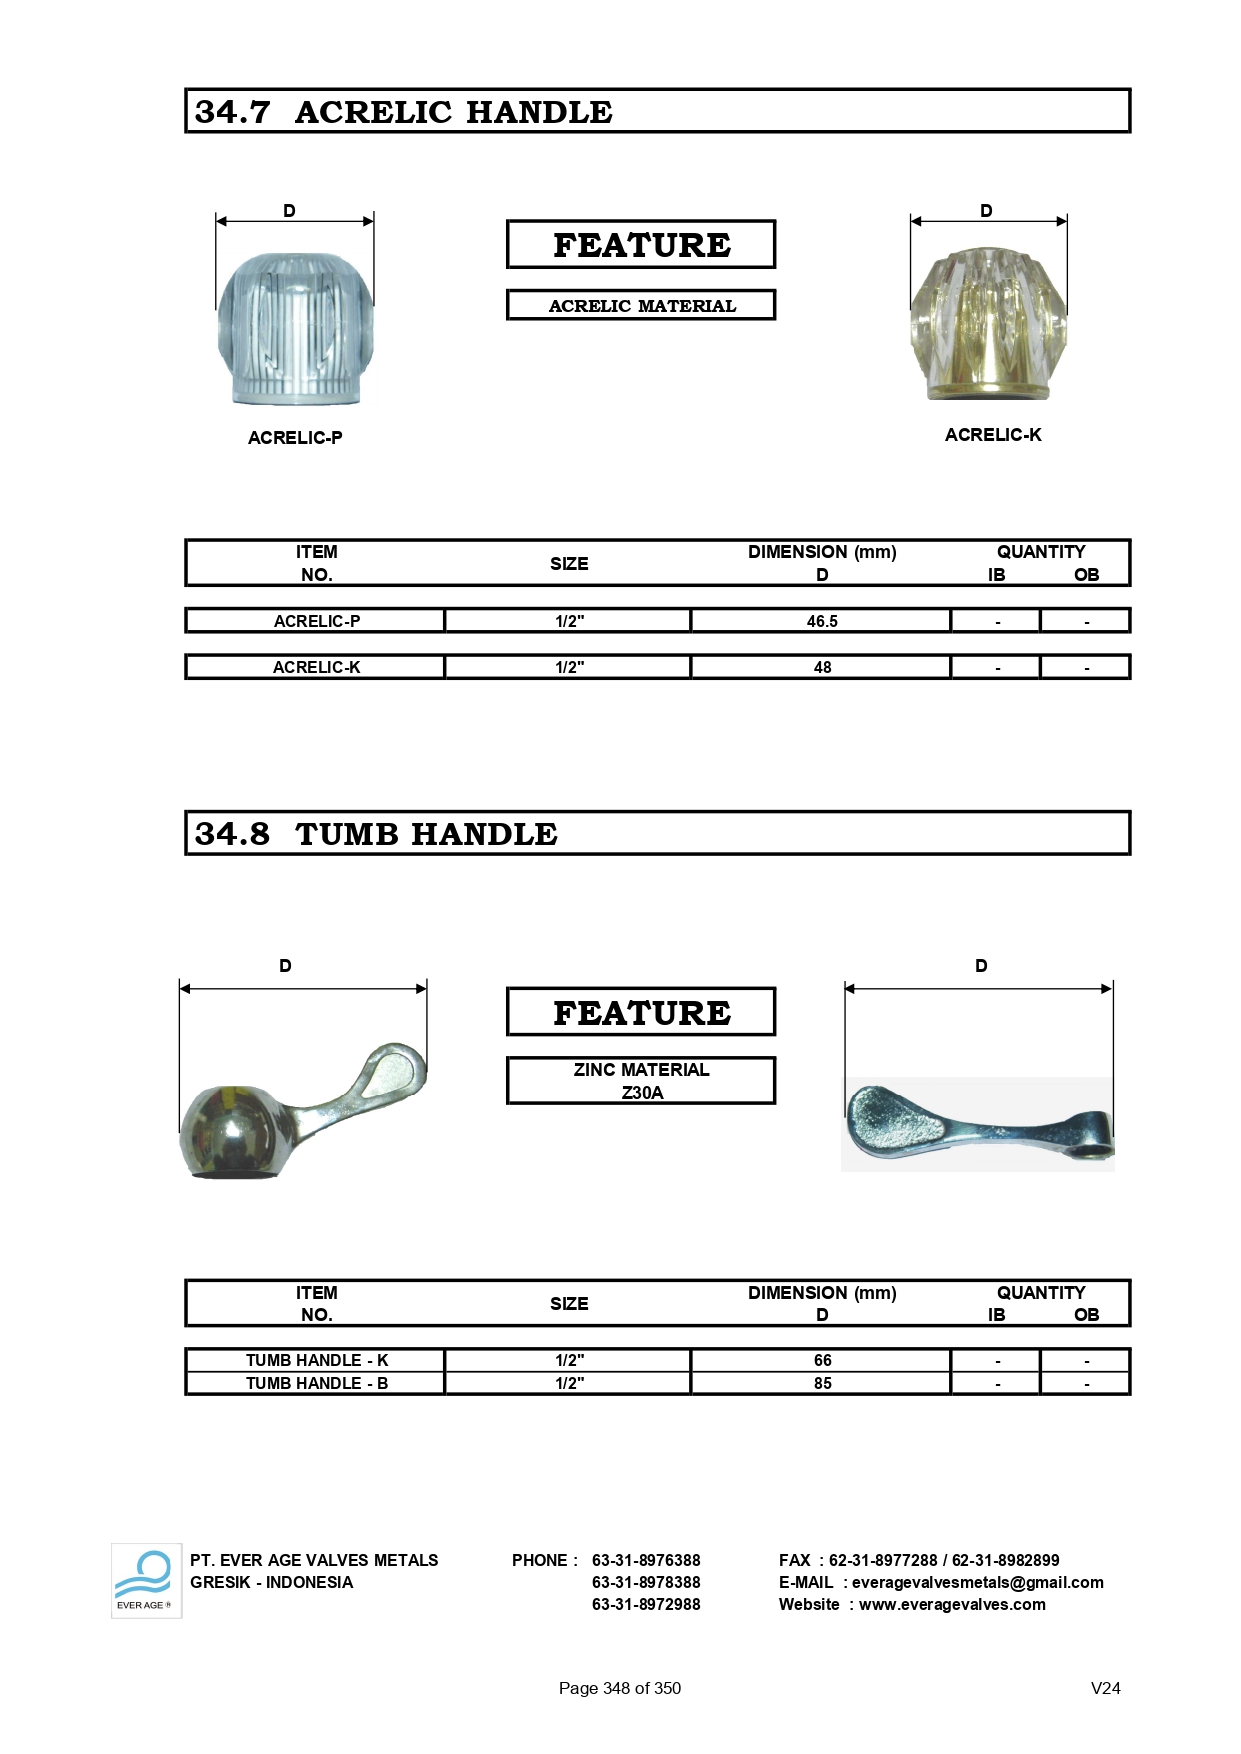 34.7 ACRELIC HANDLE
D
D
FEATURE
ACRELIC MATERIAL
ACRELIC-P
ACRELIC-K
ITEM NO. SIZE DIMENSION (mm) D QUANTITY IB OB
ACRELIC-P 1/2" 46.5 - -
ACRELIC-K 1/2" 48 - -
34.8 TUMB HANDLE
D
D
FEATURE
ZINC MATERIAL
Z30A
ITEM NO. SIZE DIMENSION (mm) D QUANTITY IB OB
TUMB HANDLE - K 1/2" 66 - -
TUMB HANDLE - B 1/2" 85 - -
EVER AGE ®
PT. EVER AGE VALVES METALS PHONE : 63-31-8976388 FAX : 62-31-8977288 / 62-31-8982899
GRESIK - INDONESIA 63-31-8978388 E-MAIL : everagevalvesmetals@gmail.com
63-31-8972988 Website : www.everagevalves.com
Page 348 of 350 V24